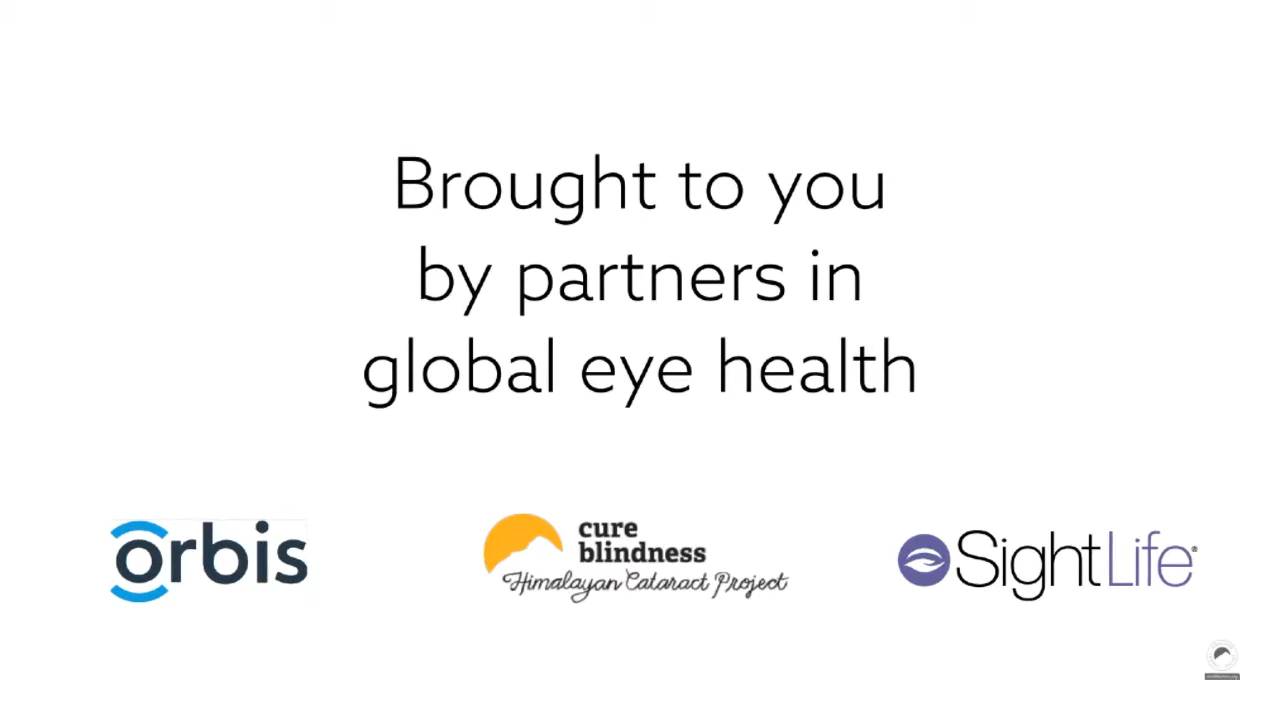 Brought to you
by partners in
global eye health
orbis
cure
blindness
Himalayan Cataract Project
SightLife®